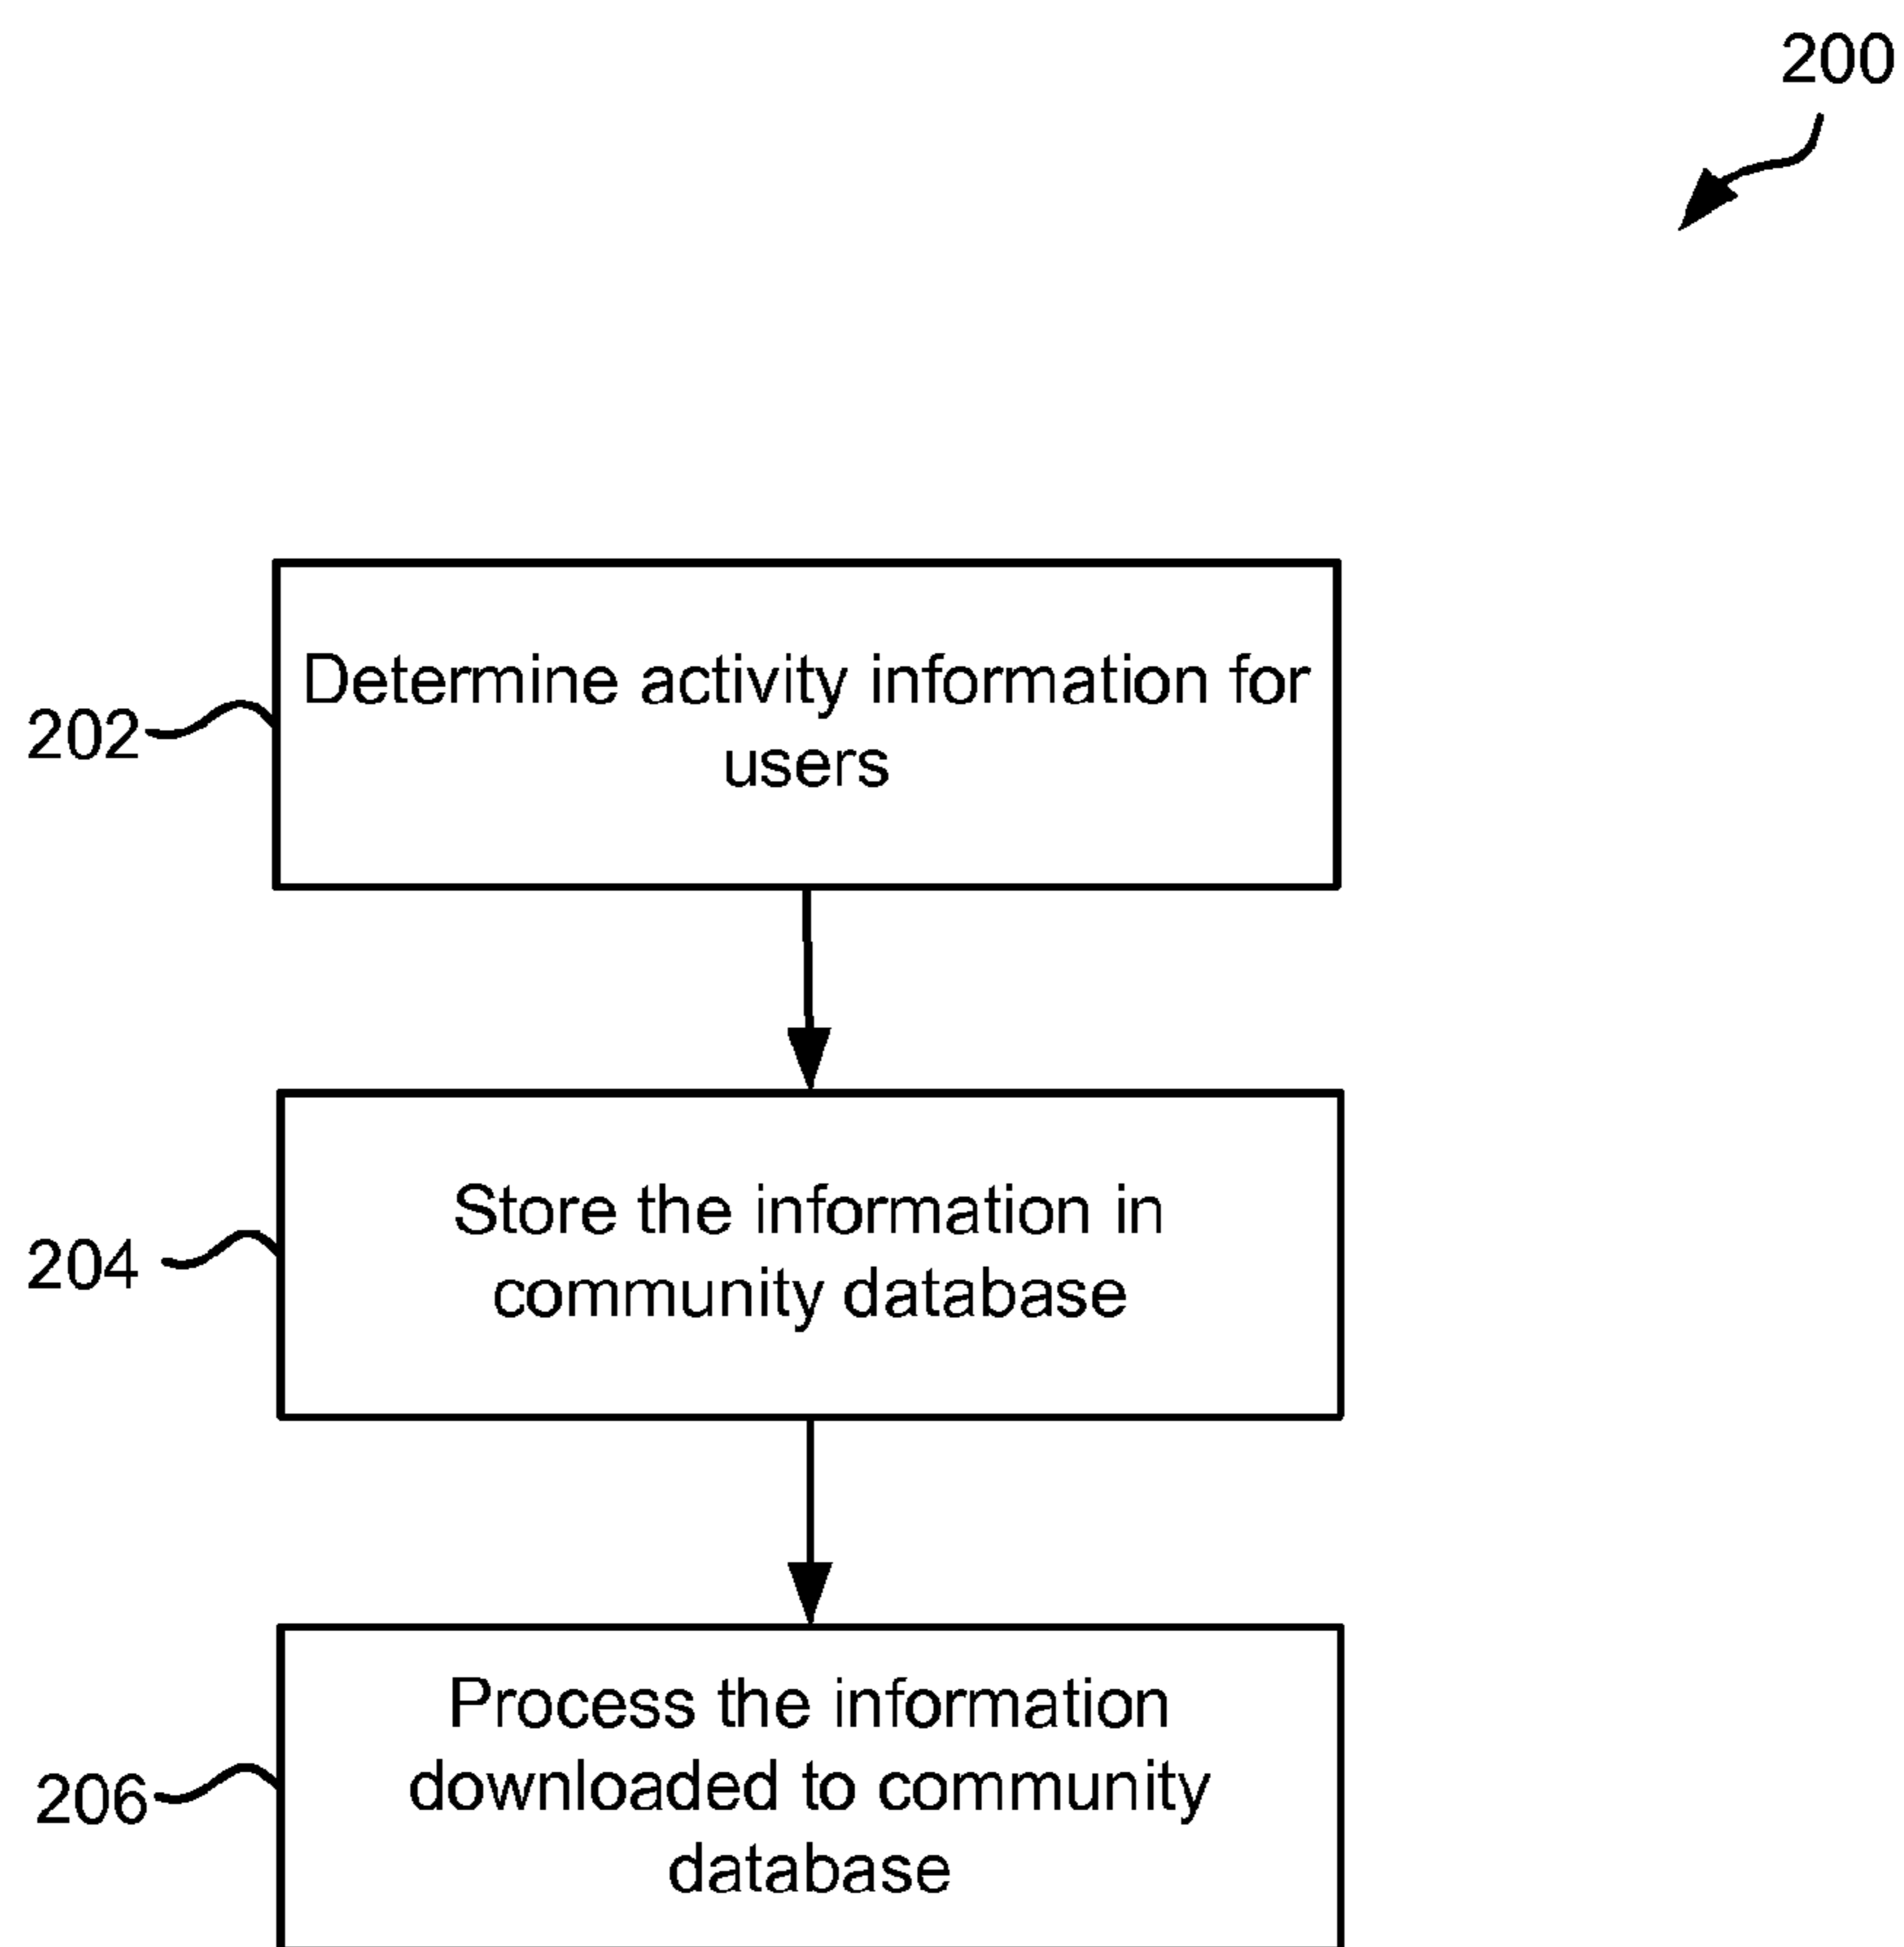 200
Determine activity information for
users
202
Store the information in
community database
204
Process the information
downloaded to community
database
206